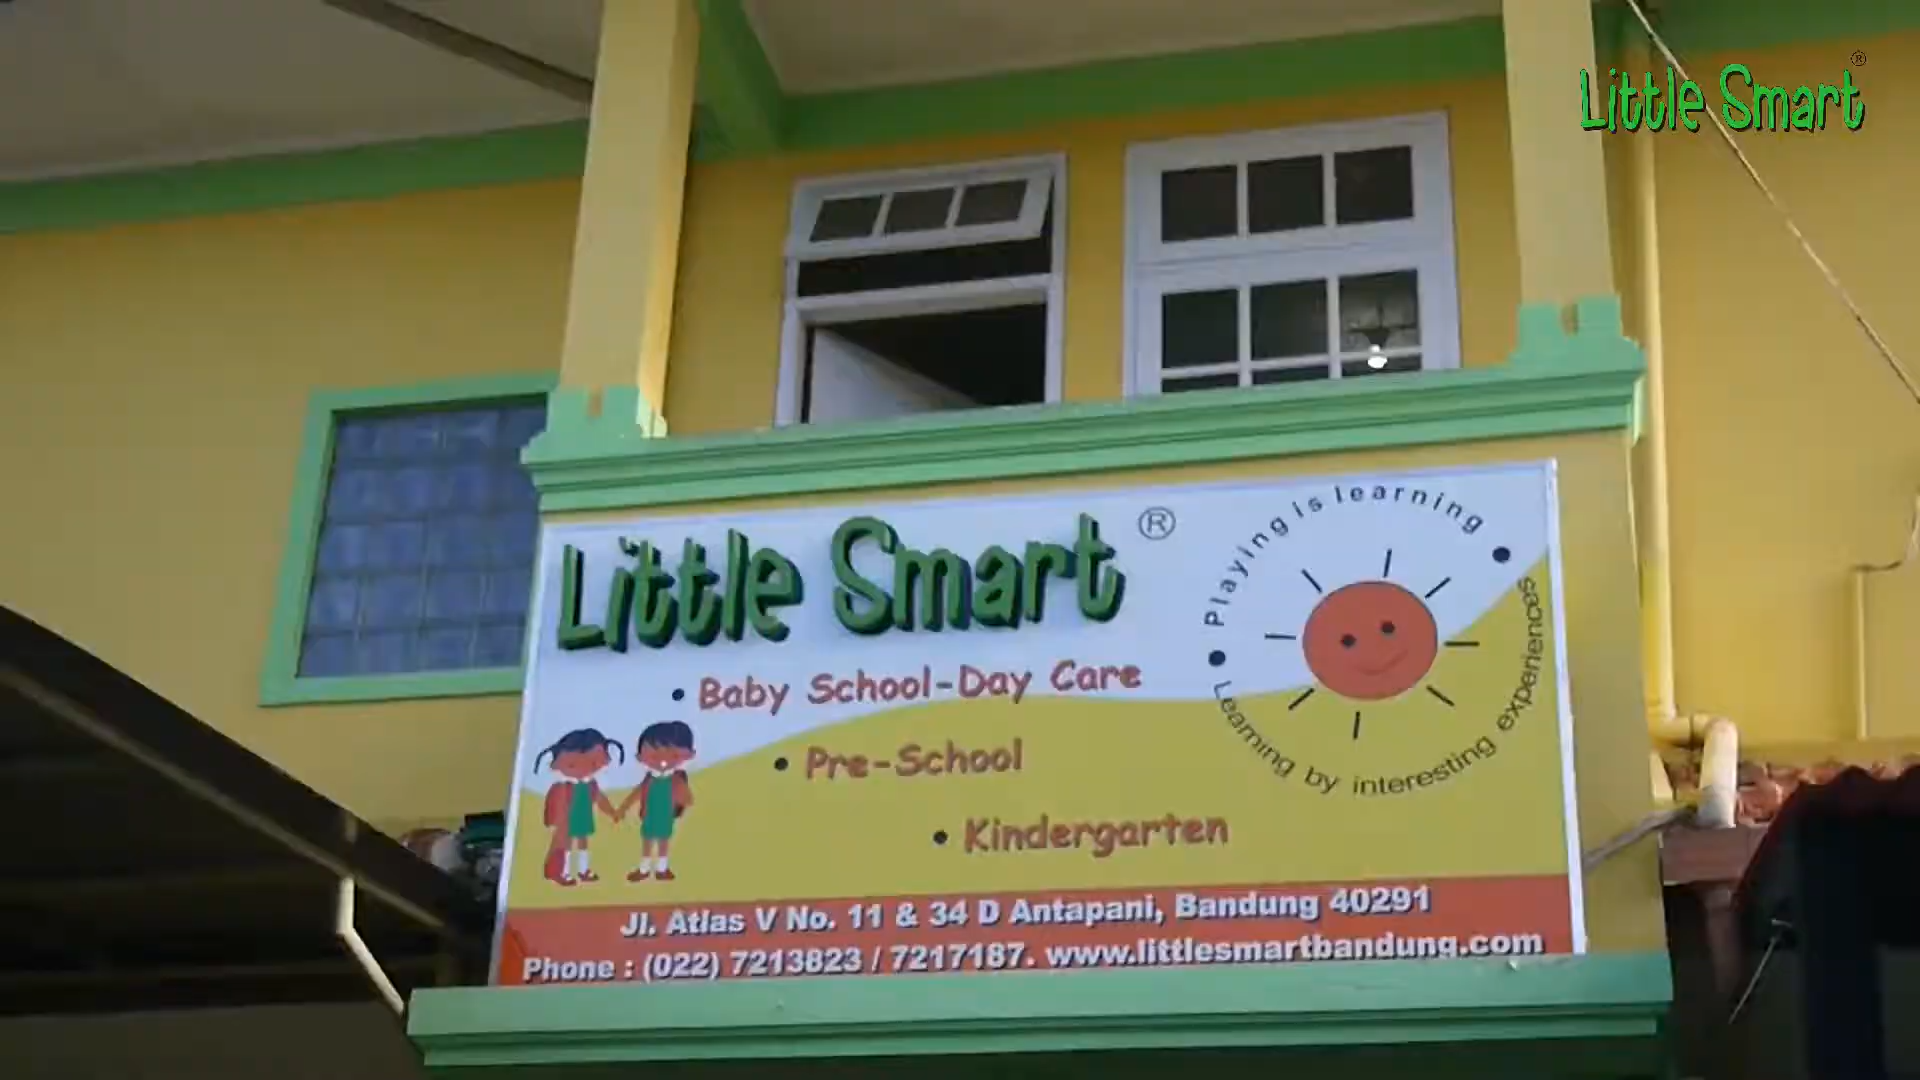 Little Smart®
Little Smart ®
Playing is learning
Learning by interesting experiences
• Baby School-Day Care
• Pre-School
• Kindergarten
Jl. Atlas V No. 11 & 34 D Antapani, Bandung 40291
Phone : (022) 7213823 / 7217187. www.littlesmartbandung.com